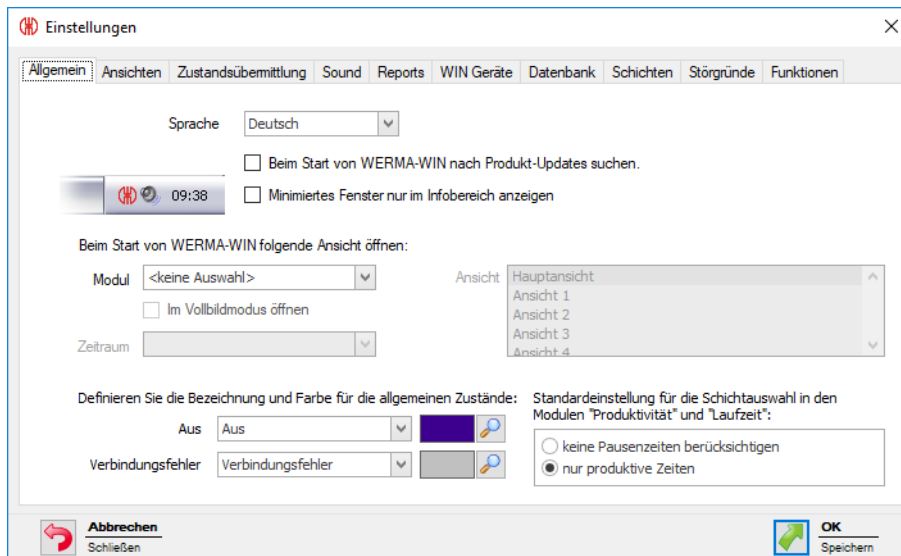 Einstellungen
Allgemein Ansichten Zustandsübermittlung Sound Reports WIN Geräte Datenbank Schichten Störgründe Funktionen
Sprache Deutsch
Beim Start von WERMA-WIN nach Produkt-Updates suchen.
09:38 Minimiertes Fenster nur im Infobereich anzeigen
Beim Start von WERMA-WIN folgende Ansicht öffnen:
Modul <keine Auswahl>
Im Vollbildmodus öffnen
Zeitraum
Ansicht Hauptansicht
Ansicht 1
Ansicht 2
Ansicht 3
Ansicht 4
Definieren Sie die Bezeichnung und Farbe für die allgemeinen Zustände:
Aus Aus
Verbindungsfehler Verbindungsfehler
Standardeinstellung für die Schichtauswahl in den
Modulen "Produktivität" und "Laufzeit":
keine Pausenzeiten berücksichtigen
nur produktive Zeiten
Abbrechen
Schließen
OK
Speichern